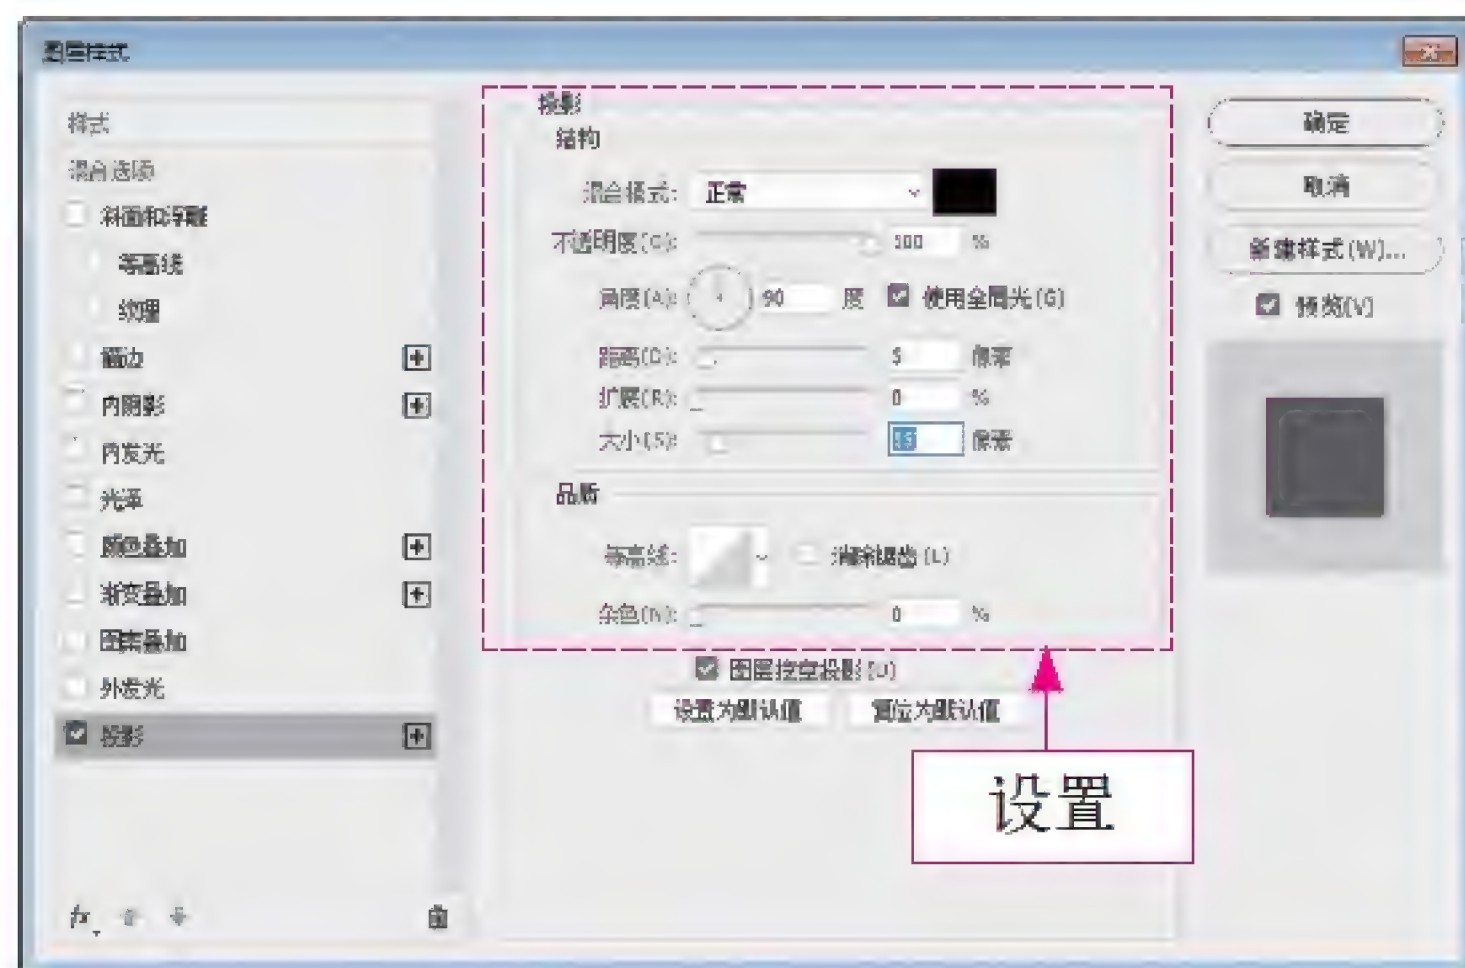 图层样式
样式
混合选项
斜面和浮雕
等高线
纹理
描边
内阴影
内发光
光泽
颜色叠加
渐变叠加
图案叠加
外发光
投影
fx
投影
结构
混合模式: 正常
不透明度(O): 100 %
角度(A): 90 度 使用全局光(G)
距离(D): 5 像素
扩展(R): 0 %
大小(S): 像素
品质
等高线: 消除锯齿(L)
杂色(N): 0 %
图层挖空投影(U)
设置为默认值 复位为默认值
设置
确定
取消
新建样式(W)...
预览(V)